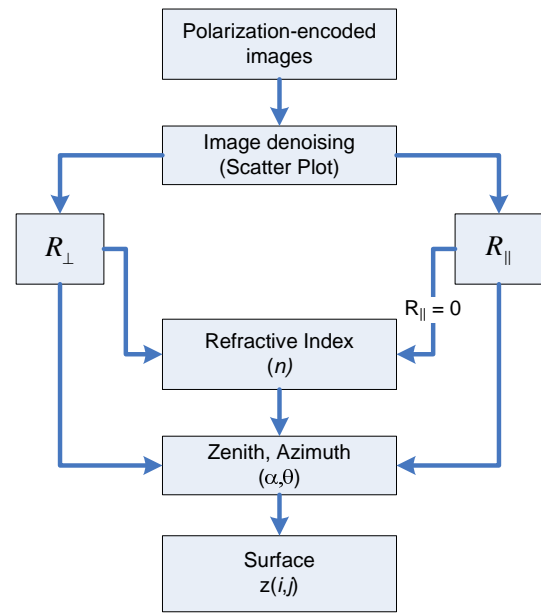 Polarization-encoded
images
Image denoising
(Scatter Plot)
R⊥
R||
R|| = 0
Refractive Index
(n)
Zenith, Azimuth
(α,θ)
Surface
z(i,j)